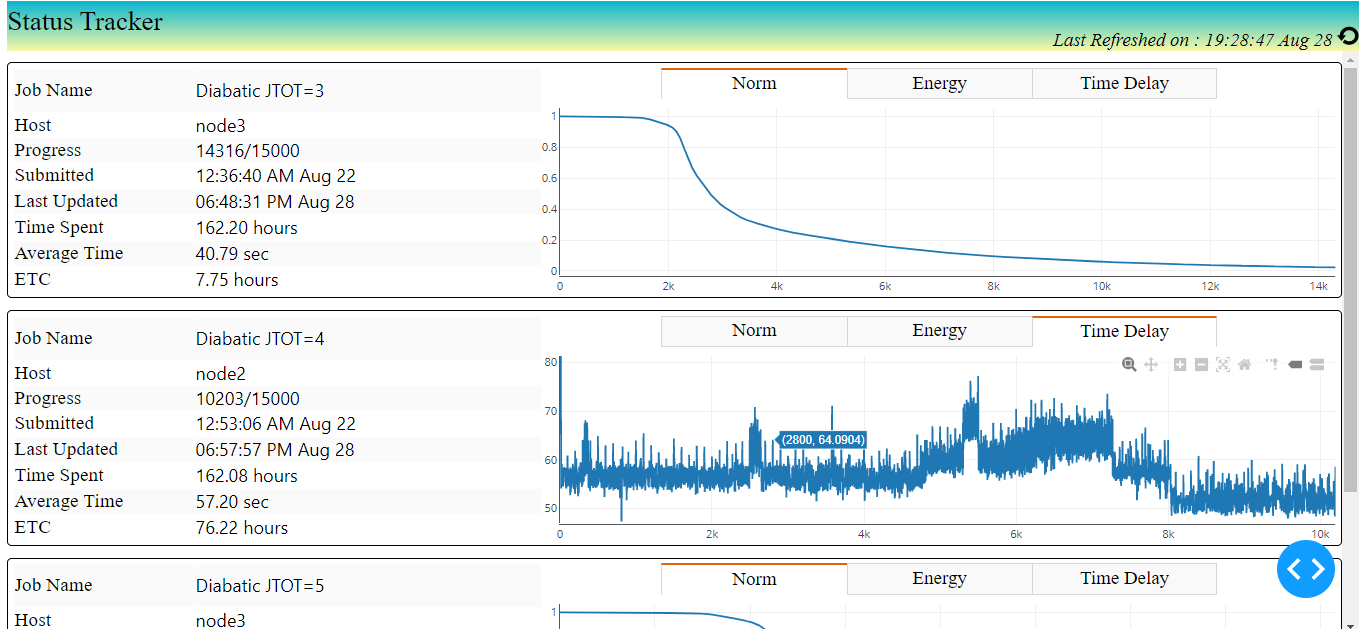 Status Tracker
Last Refreshed on : 19:28:47 Aug 28
Job Name Diabatic JTOT=3
Host node3
Progress 14316/15000
Submitted 12:36:40 AM Aug 22
Last Updated 06:48:31 PM Aug 28
Time Spent 162.20 hours
Average Time 40.79 sec
ETC 7.75 hours
Norm Energy Time Delay
1
0.8
0.6
0.4
0.2
0
0 2k 4k 6k 8k 10k 12k 14k
Job Name Diabatic JTOT=4
Host node2
Progress 10203/15000
Submitted 12:53:06 AM Aug 22
Last Updated 06:57:57 PM Aug 28
Time Spent 162.08 hours
Average Time 57.20 sec
ETC 76.22 hours
Norm Energy Time Delay
80
70
(2800, 64.0904)
60
50
0 2k 4k 6k 8k 10k
Job Name Diabatic JTOT=5
Host node3
Norm Energy Time Delay
1